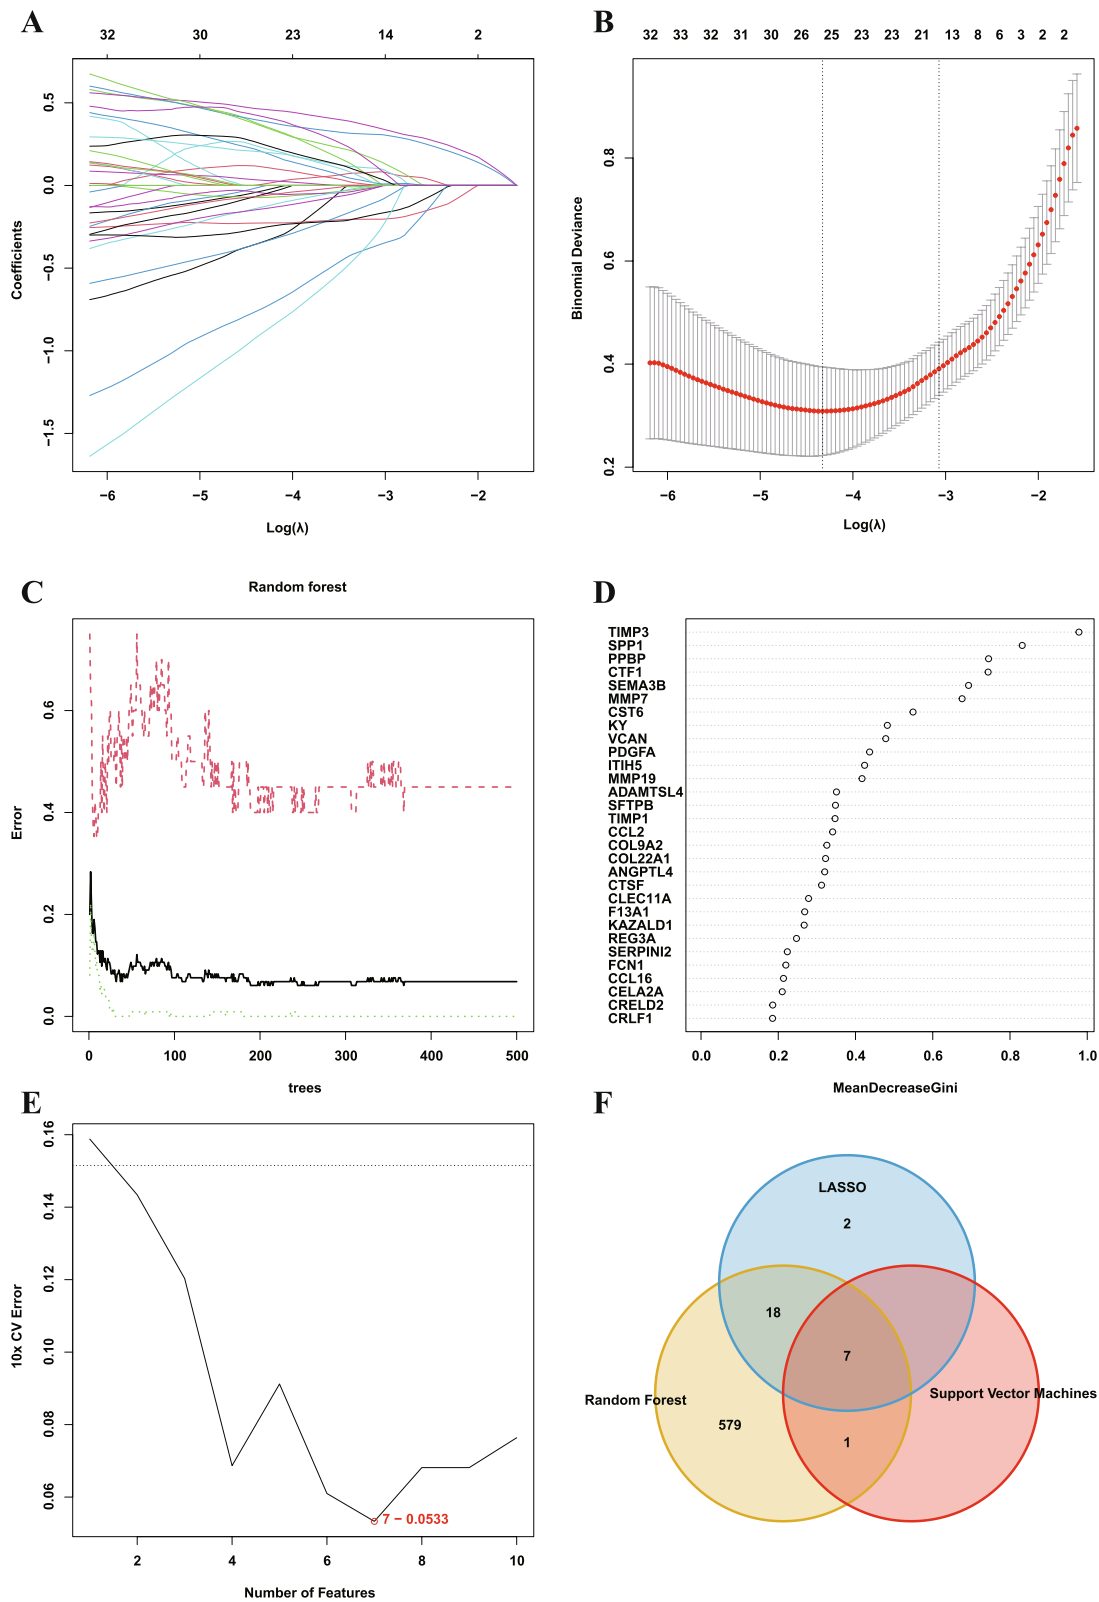 A
32 30 23 14 2
0.5
0.0
−0.5
−1.0
−1.5
Coefficients
−6 −5 −4 −3 −2
Log(λ)
B
32 33 32 31 30 26 25 23 23 21 13 8 6 3 2 2
0.8
0.6
0.4
0.2
Binomial Deviance
−6 −5 −4 −3 −2
Log(λ)
C
Random forest
0.6
0.4
0.2
0.0
Error
0 100 200 300 400 500
trees
D
TIMP3
SPP1
PPBP
CTF1
SEMA3B
MMP7
CST6
KY
VCAN
PDGFA
ITIH5
MMP19
ADAMTSL4
SFTPB
TIMP1
CCL2
COL9A2
COL22A1
ANGPTL4
CTSF
CLEC11A
F13A1
KAZALD1
REG3A
SERPINI2
FCN1
CCL16
CELA2A
CRELD2
CRLF1
0.0 0.2 0.4 0.6 0.8 1.0
MeanDecreaseGini
E
0.16
0.14
0.12
0.10
0.08
0.06
10x CV Error
7 − 0.0533
2 4 6 8 10
Number of Features
F
LASSO
2
18
7
Random Forest
Support Vector Machines
579
1